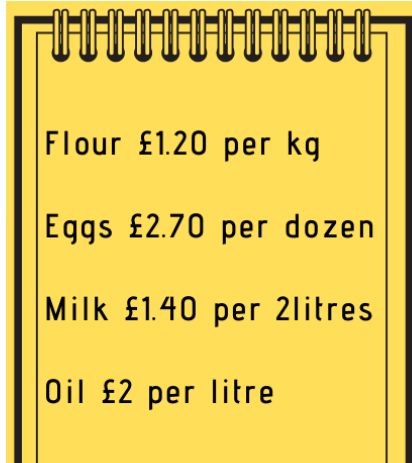 Flour £1.20 per kg
Eggs £2.70 per dozen
Milk £1.40 per 2litres
Oil £2 per litre